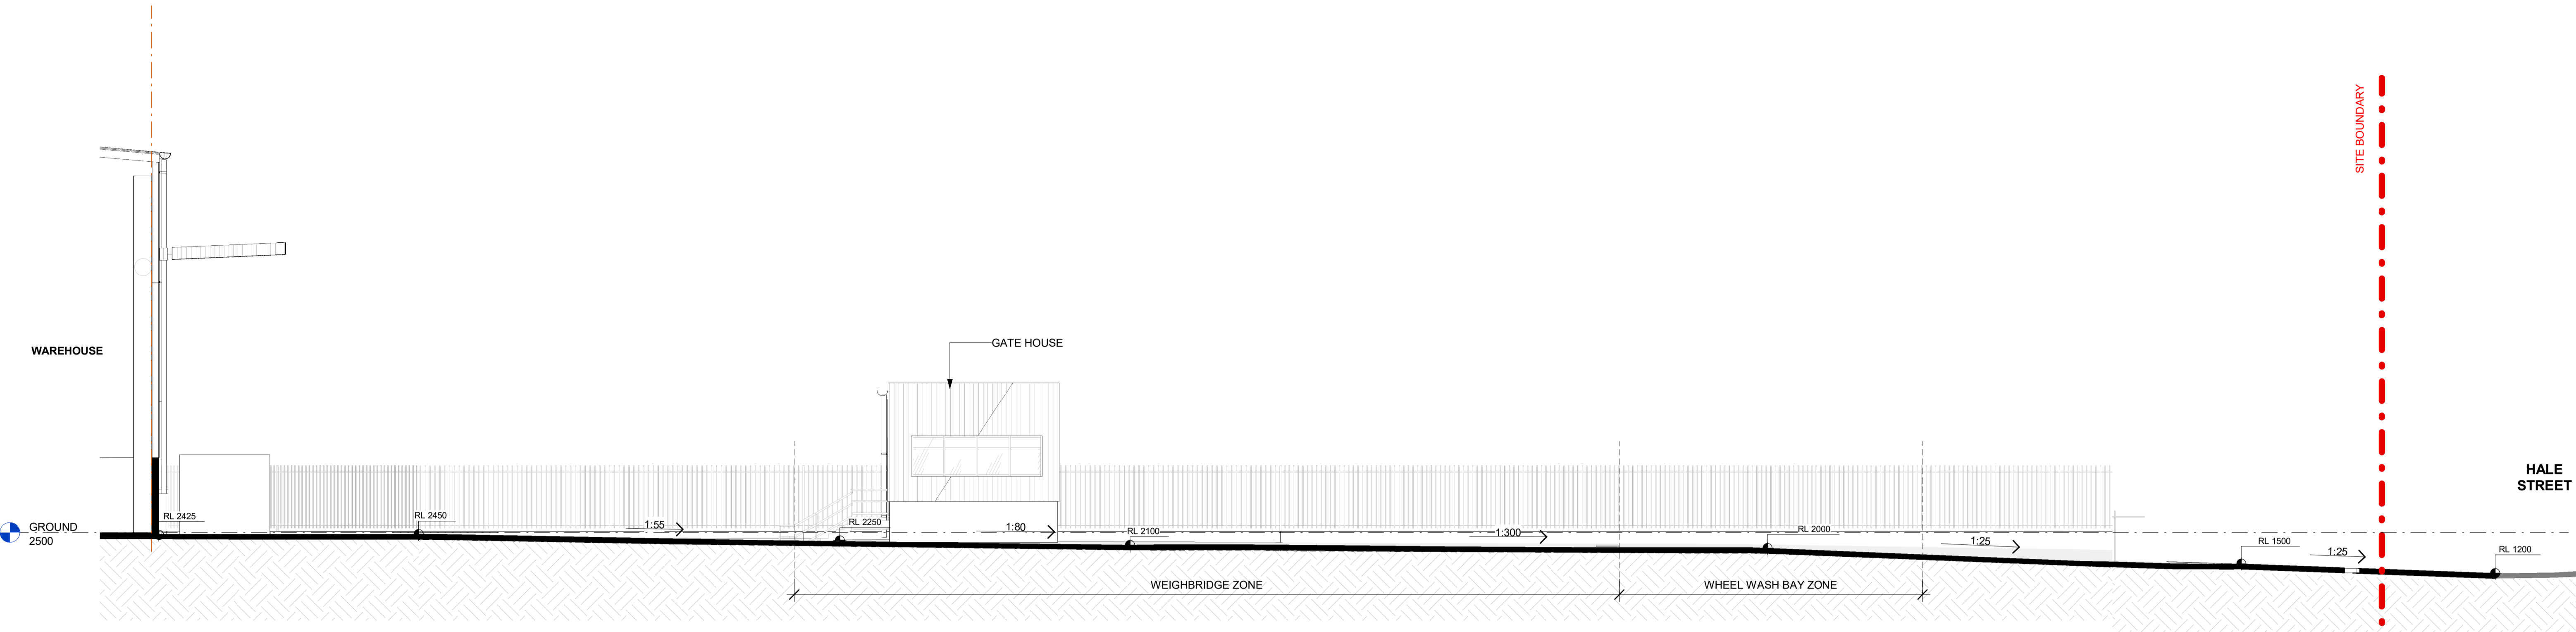 SITE BOUNDARY
GATE HOUSE
WAREHOUSE
HALE
STREET
RL 2425
RL 2450
1:55
RL 2250
1:80
RL 2100
1:300
RL 2000
1:25
RL 1500
1:25
RL 1200
GROUND
2500
WEIGHBRIDGE ZONE
WHEEL WASH BAY ZONE